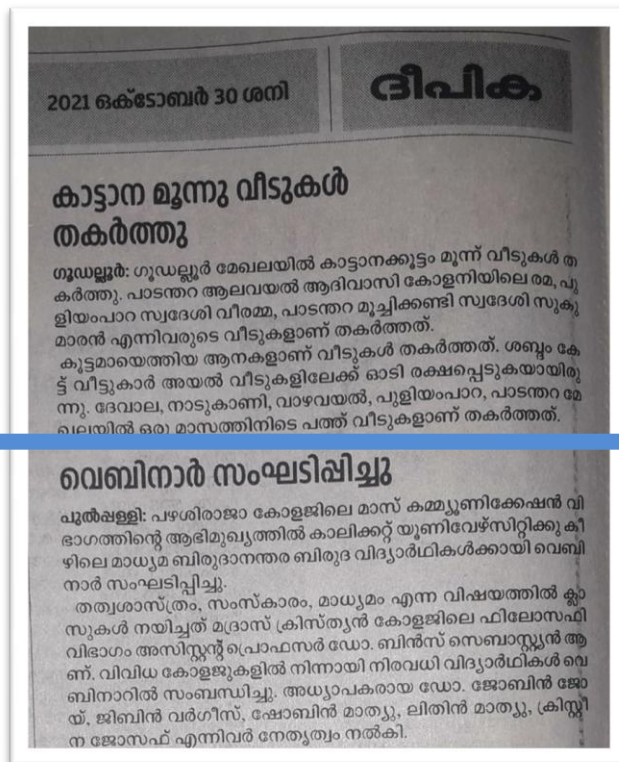 2021 ഒക്ടോബർ 30 ശനി
ദീപിക
കാട്ടാന മൂന്നു വീടുകൾ
തകർത്തു
ഗൂഡല്ലൂർ: ഗൂഡല്ലൂർ മേഖലയിൽ കാട്ടാനക്കൂട്ടം മൂന്ന് വീടുകൾ ത
കർത്തു. പാടന്തറ ആലവയൽ ആദിവാസി കോളനിയിലെ രമ, പു
ളിയംപാറ സ്വദേശി വീരമ്മ, പാടന്തറ മൂച്ചിക്കണ്ടി സ്വദേശി സുകു
മാരൻ എന്നിവരുടെ വീടുകളാണ് തകർത്തത്.
കൂട്ടമായെത്തിയ ആനകളാണ് വീടുകൾ തകർത്തത്. ശബ്ദം കേ
ട്ട് വീട്ടുകാർ അയൽ വീടുകളിലേക്ക് ഓടി രക്ഷപ്പെടുകയായിരു
ന്നു. ദേവാല, നാടുകാണി, വാഴവയൽ, പുളിയംപാറ, പാടന്തറ മേ
ഖലയിൽ ഒരു മാസത്തിനിടെ പത്ത് വീടുകളാണ് തകർത്തത്.
വെബിനാർ സംഘടിപ്പിച്ചു
പുൽപ്പള്ളി: പഴശിരാജാ കോളജിലെ മാസ് കമ്മ്യൂണിക്കേഷൻ വി
ഭാഗത്തിന്റെ ആഭിമുഖ്യത്തിൽ കാലിക്കറ്റ് യൂണിവേഴ്സിറ്റിക്കു കീ
ഴിലെ മാധ്യമ ബിരുദാനന്തര ബിരുദ വിദ്യാർഥികൾക്കായി വെബി
നാർ സംഘടിപ്പിച്ചു.
തത്വശാസ്ത്രം, സംസ്കാരം, മാധ്യമം എന്ന വിഷയത്തിൽ ക്ലാ
സുകൾ നയിച്ചത് മദ്രാസ് ക്രിസ്ത്യൻ കോളജിലെ ഫിലോസഫി
വിഭാഗം അസിസ്റ്റന്റ് പ്രൊഫസർ ഡോ. ബിൻസ് സെബാസ്റ്റ്യൻ ആ
ണ്. വിവിധ കോളജുകളിൽ നിന്നായി നിരവധി വിദ്യാർഥികൾ വെ
ബിനാറിൽ സംബന്ധിച്ചു. അധ്യാപകരായ ഡോ. ജോബിൻ ജോ
യ്, ജിബിൻ വർഗീസ്, ഷോബിൻ മാത്യു, ലിതിൻ മാത്യു, ക്രിസ്റ്റീ
ന ജോസഫ് എന്നിവർ നേതൃത്വം നൽകി.